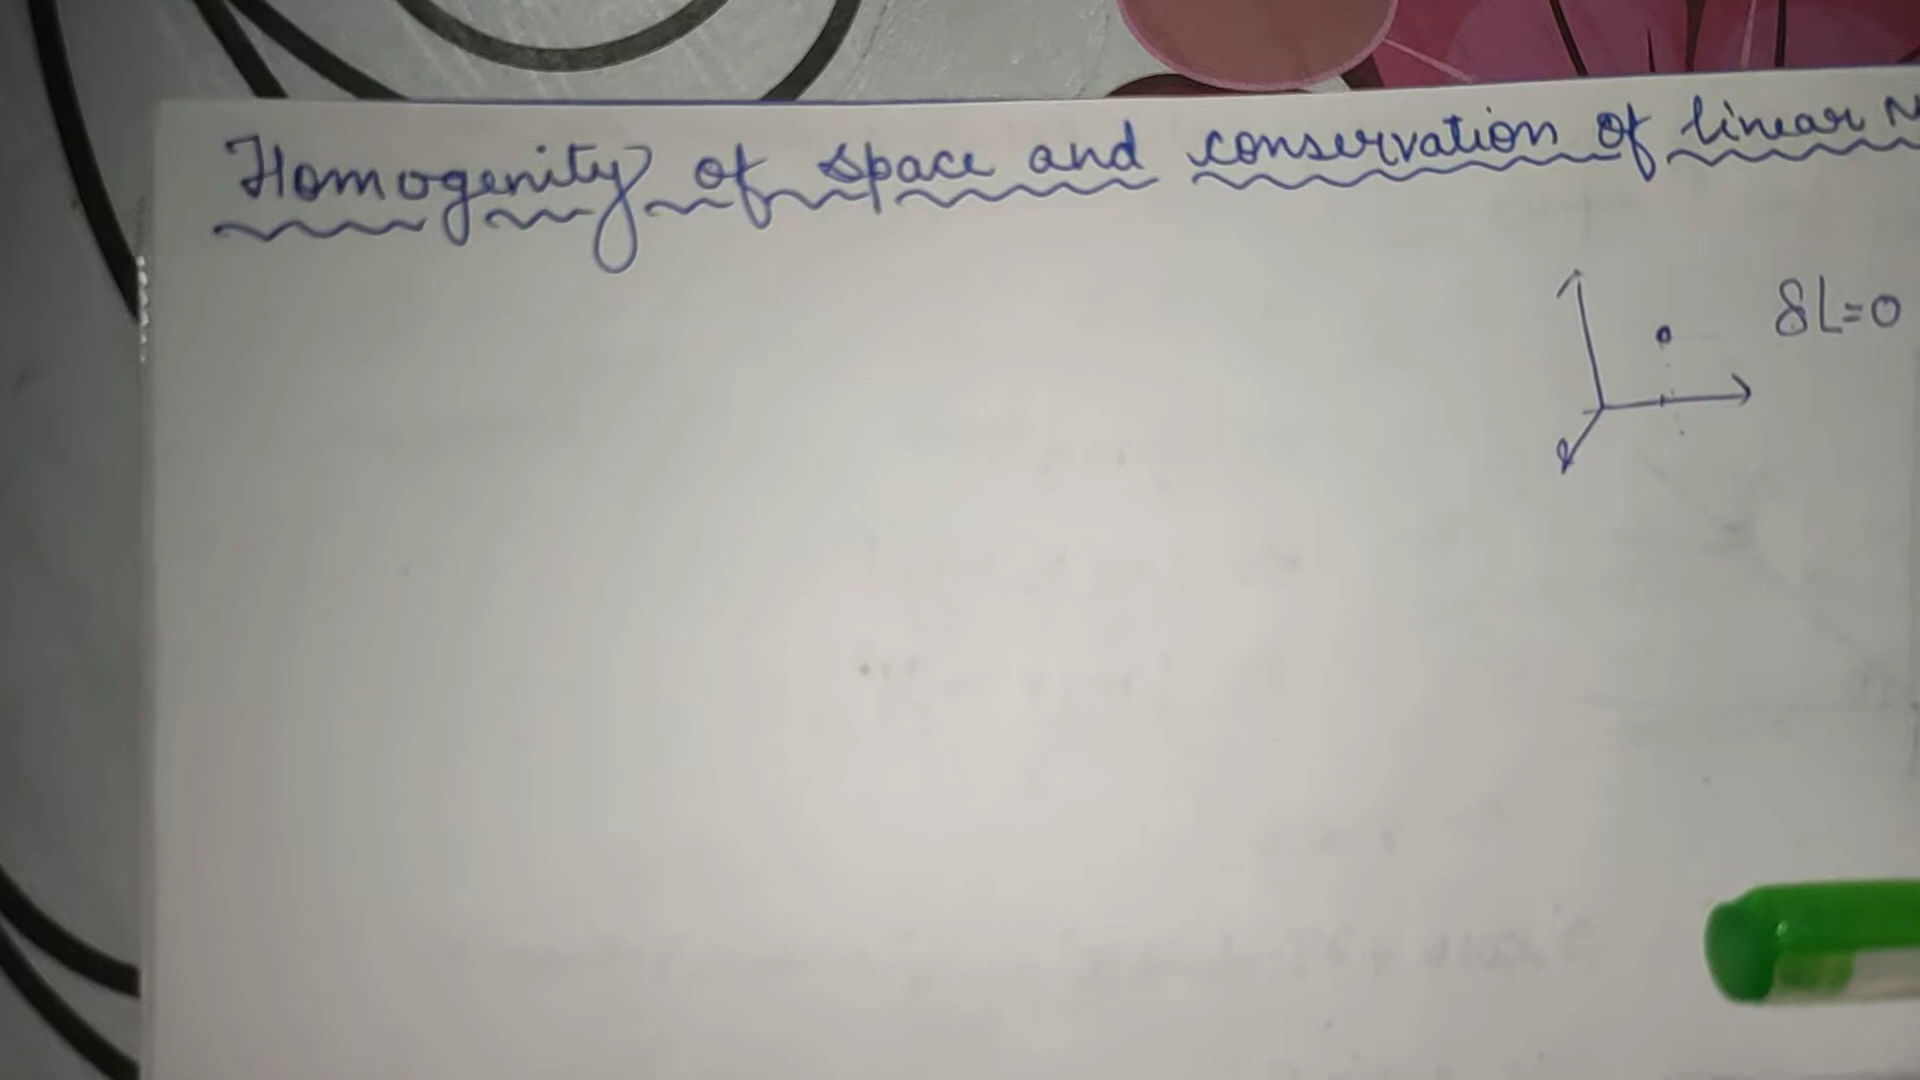 Homogenity of space and conservation of linear
δL=0